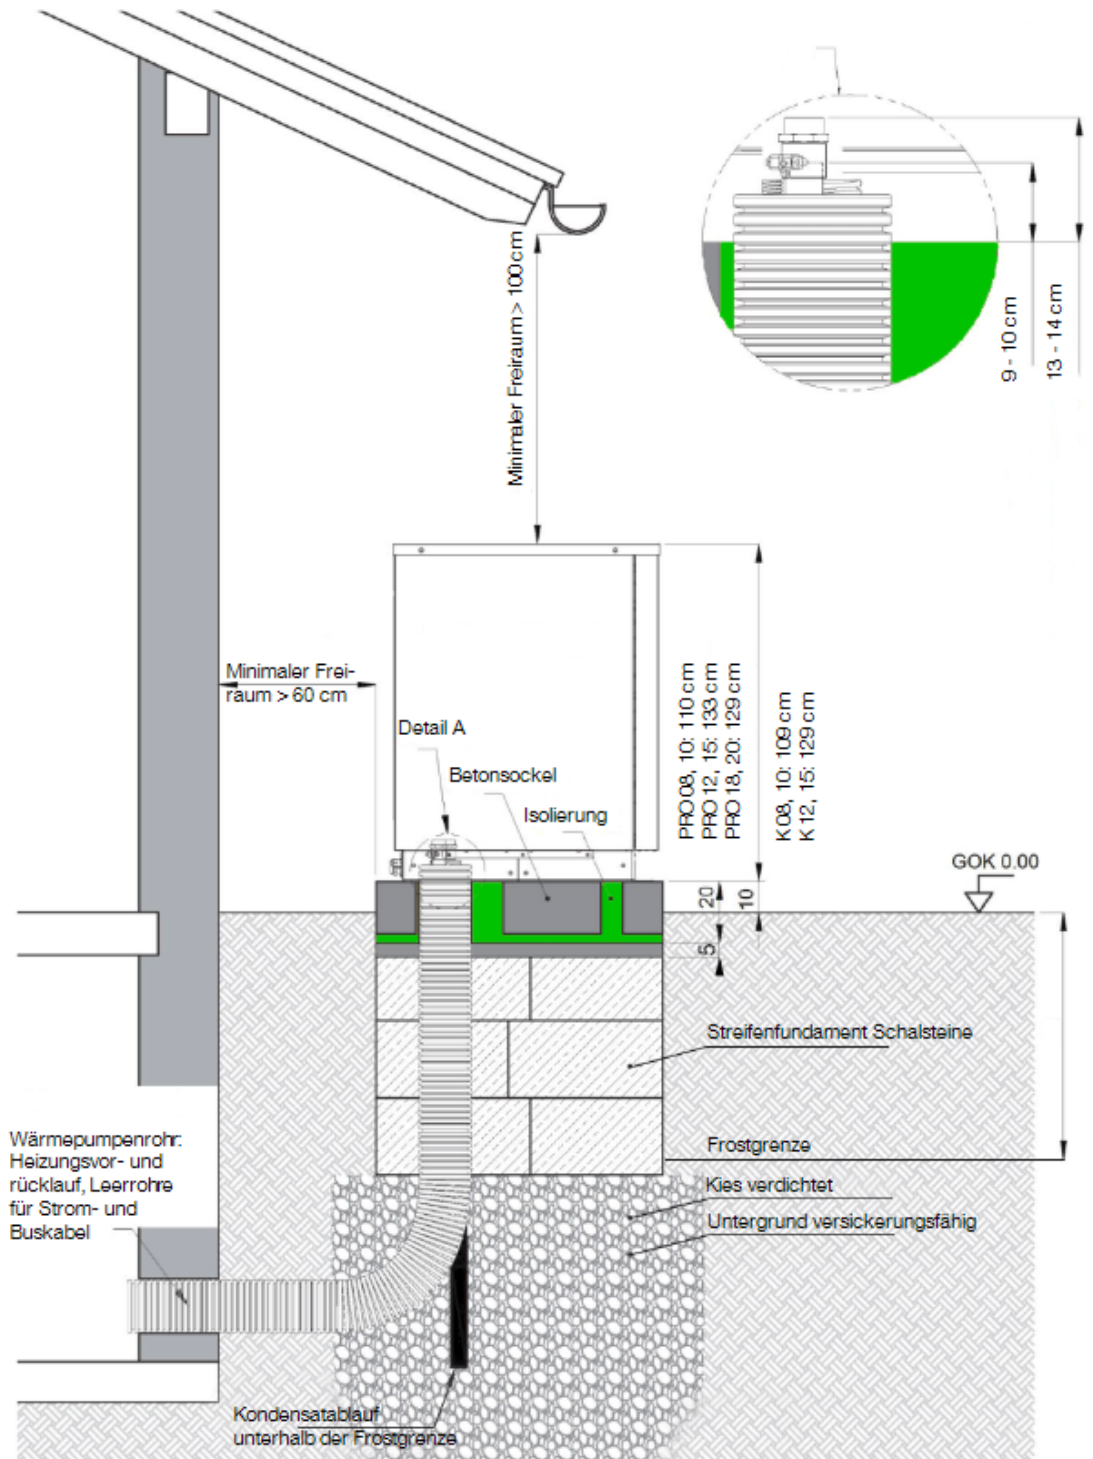 Minimaler Freiraum > 100 cm
9 - 10 cm
13 - 14 cm
Minimaler Frei-
raum > 60 cm
Detail A
Betonsockel
Isolierung
PRO 08, 10: 110 cm
PRO 12, 15: 133 cm
PRO 18, 20: 129 cm
K 08, 10: 109 cm
K 12, 15: 129 cm
GOK 0.00
20
10
5
Streifenfundament Schalsteine
Frostgrenze
Wärmepumpenrohr:
Heizungsvor- und
rücklauf, Leerrohre
für Strom- und
Buskabel
Kies verdichtet
Untergrund versickerungsfähig
Kondensatablauf
unterhalb der Frostgrenze